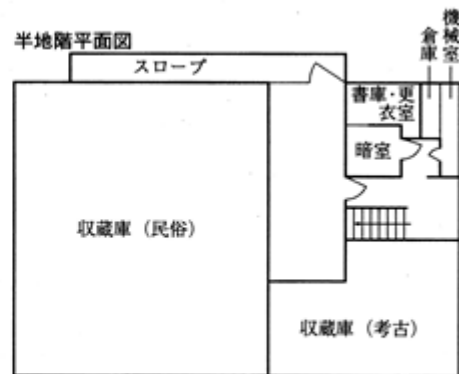 半地階平面図
スロープ
機械室
倉庫
書庫・更
衣室
暗室
収蔵庫（民俗）
収蔵庫（考古）